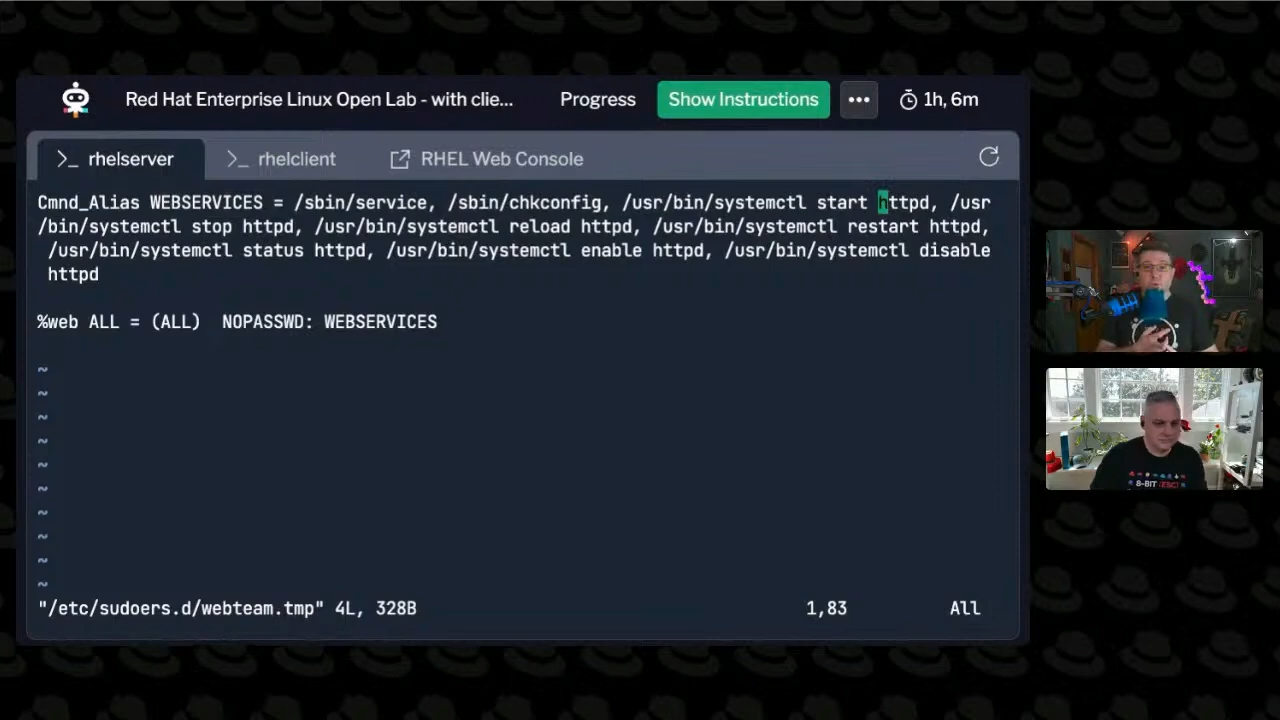 Red Hat Enterprise Linux Open Lab - with clie...
Progress
Show Instructions
1h, 6m
>_ rhelserver
>_ rhelclient
RHEL Web Console
Cmnd_Alias WEBSERVICES = /sbin/service, /sbin/chkconfig, /usr/bin/systemctl start httpd, /usr
/bin/systemctl stop httpd, /usr/bin/systemctl reload httpd, /usr/bin/systemctl restart httpd,
/usr/bin/systemctl status httpd, /usr/bin/systemctl enable httpd, /usr/bin/systemctl disable
httpd
%web ALL = (ALL)  NOPASSWD: WEBSERVICES
~
~
~
~
~
~
~
~
~
~
"/etc/sudoers.d/webteam.tmp" 4L, 328B
1,83
All
8-BIT [ESC]